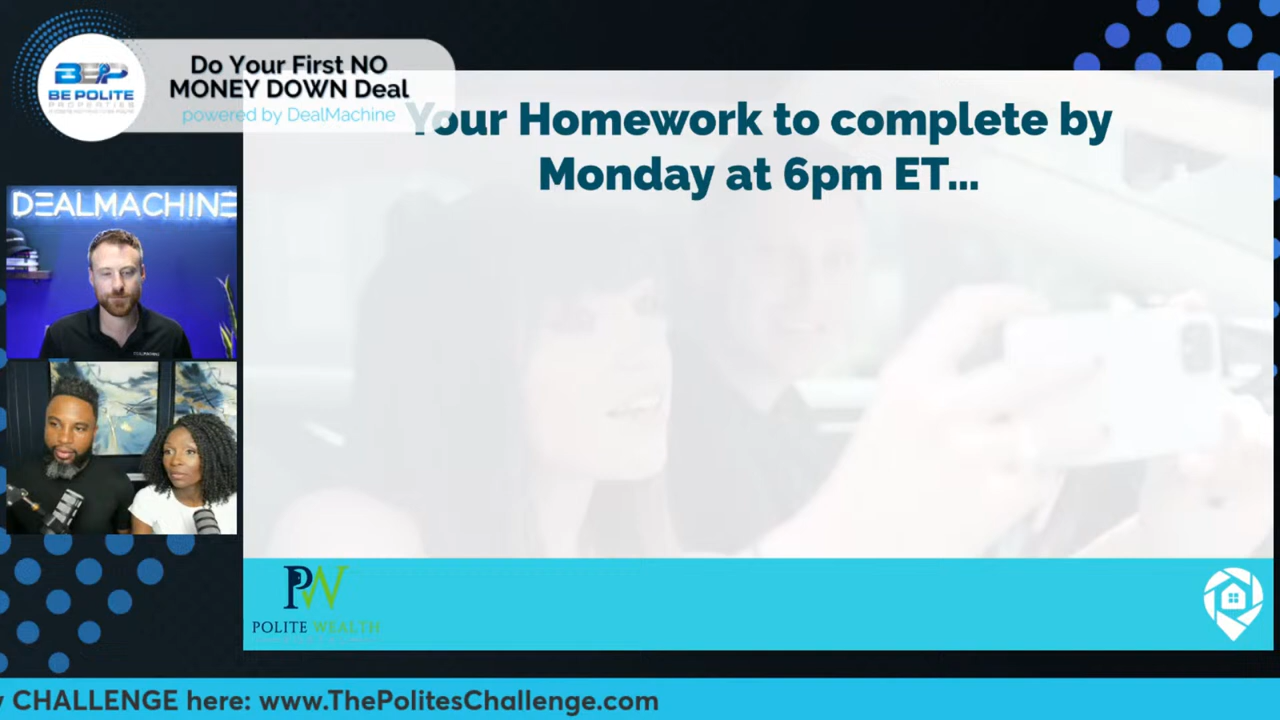 BEP
BE POLITE
PROPERTIES
Do Your First NO
MONEY DOWN Deal
powered by DealMachine
Your Homework to complete by
Monday at 6pm ET...
DEALMACHINE
PW
POLITE WEALTH
CHALLENGE here: www.ThePolitesChallenge.com